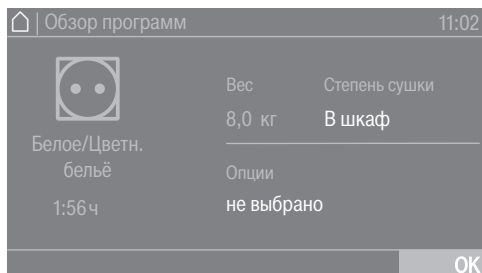 | Обзор программ 11:02
Вес Степень сушки
8,0 кг В шкаф
Белое/Цветн.
бельё
1:56 ч
Опции
не выбрано
OK